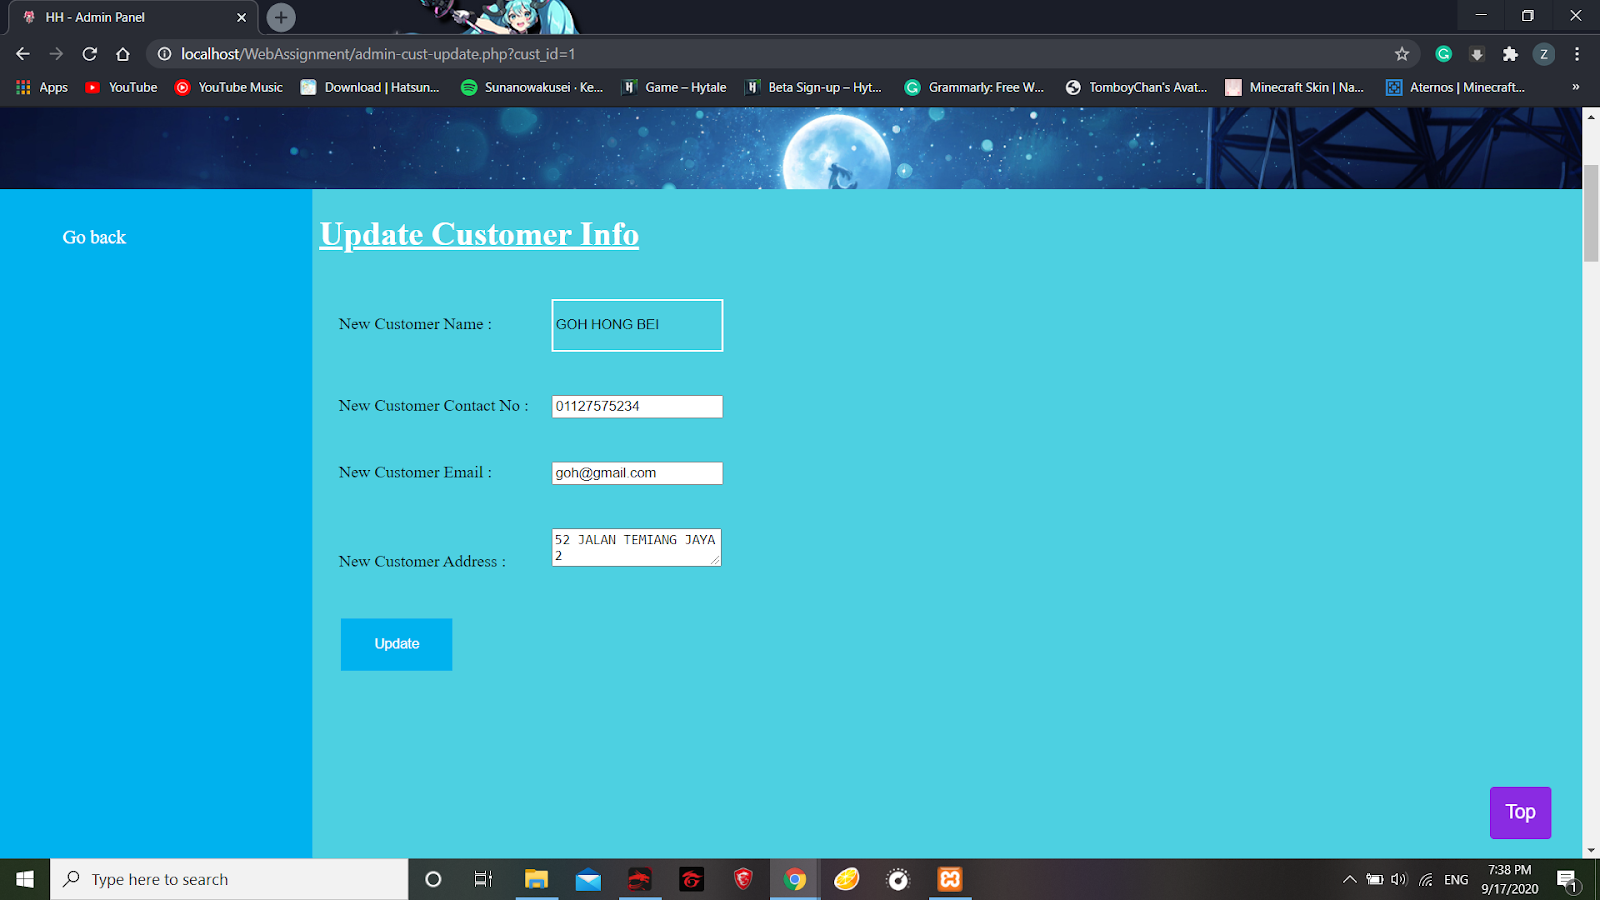 HH - Admin Panel
localhost/WebAssignment/admin-cust-update.php?cust_id=1
Z
Apps YouTube YouTube Music Download | Hatsun... Sunanowakusei · Ke... Game – Hytale Beta Sign-up – Hyt... Grammarly: Free W... TomboyChan's Avat... Minecraft Skin | Na... Aternos | Minecraft... »
Go back
Update Customer Info
New Customer Name : GOH HONG BEI
New Customer Contact No : 01127575234
New Customer Email : goh@gmail.com
New Customer Address : 52 JALAN TEMIANG JAYA
2
Update
Top
Type here to search
ENG
7:38 PM
9/17/2020
1